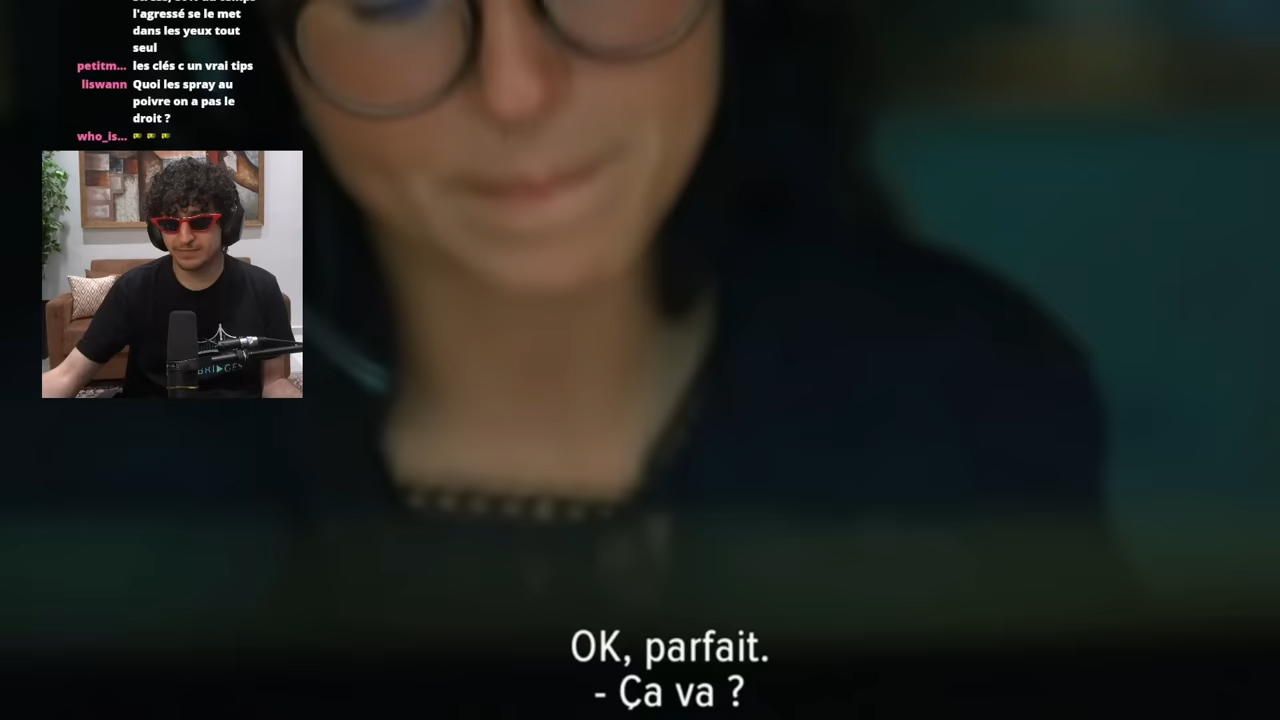 l'agressé se le met
dans les yeux tout
seul
petitm... les clés c un vrai tips
liswann Quoi les spray au
poivre on a pas le
droit ?
who_is...
BRIDGES
OK, parfait.
- Ça va ?